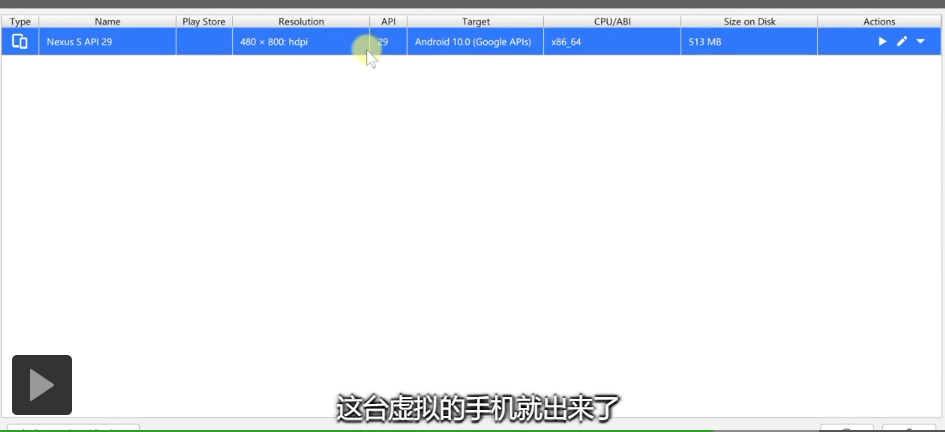 Type Name Play Store Resolution API Target CPU/ABI Size on Disk Actions
Nexus S API 29 480 × 800: hdpi 29 Android 10.0 (Google APIs) x86_64 513 MB
这台虚拟的手机就出来了